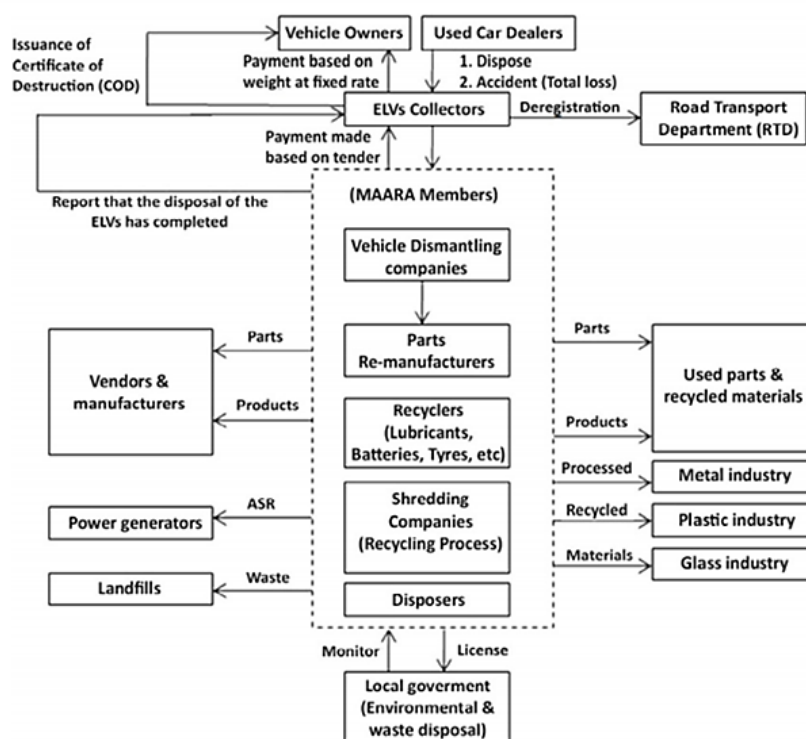 Vehicle Owners
Used Car Dealers
Issuance of
Certificate of
Destruction (COD)
Payment based on
weight at fixed rate
1. Dispose
2. Accident (Total loss)
ELVs Collectors
Deregistration
Road Transport
Department (RTD)
Payment made
based on tender
Report that the disposal of the
ELVs has completed
(MAARA Members)
Vehicle Dismantling
companies
Parts
Re-manufacturers
Recyclers
(Lubricants,
Batteries, Tyres, etc)
Shredding
Companies
(Recycling Process)
Disposers
Parts
Products
Vendors &
manufacturers
ASR
Power generators
Waste
Landfills
Parts
Products
Used parts &
recycled materials
Processed
Metal industry
Recycled
Plastic industry
Materials
Glass industry
Monitor
License
Local goverment
(Environmental &
waste disposal)